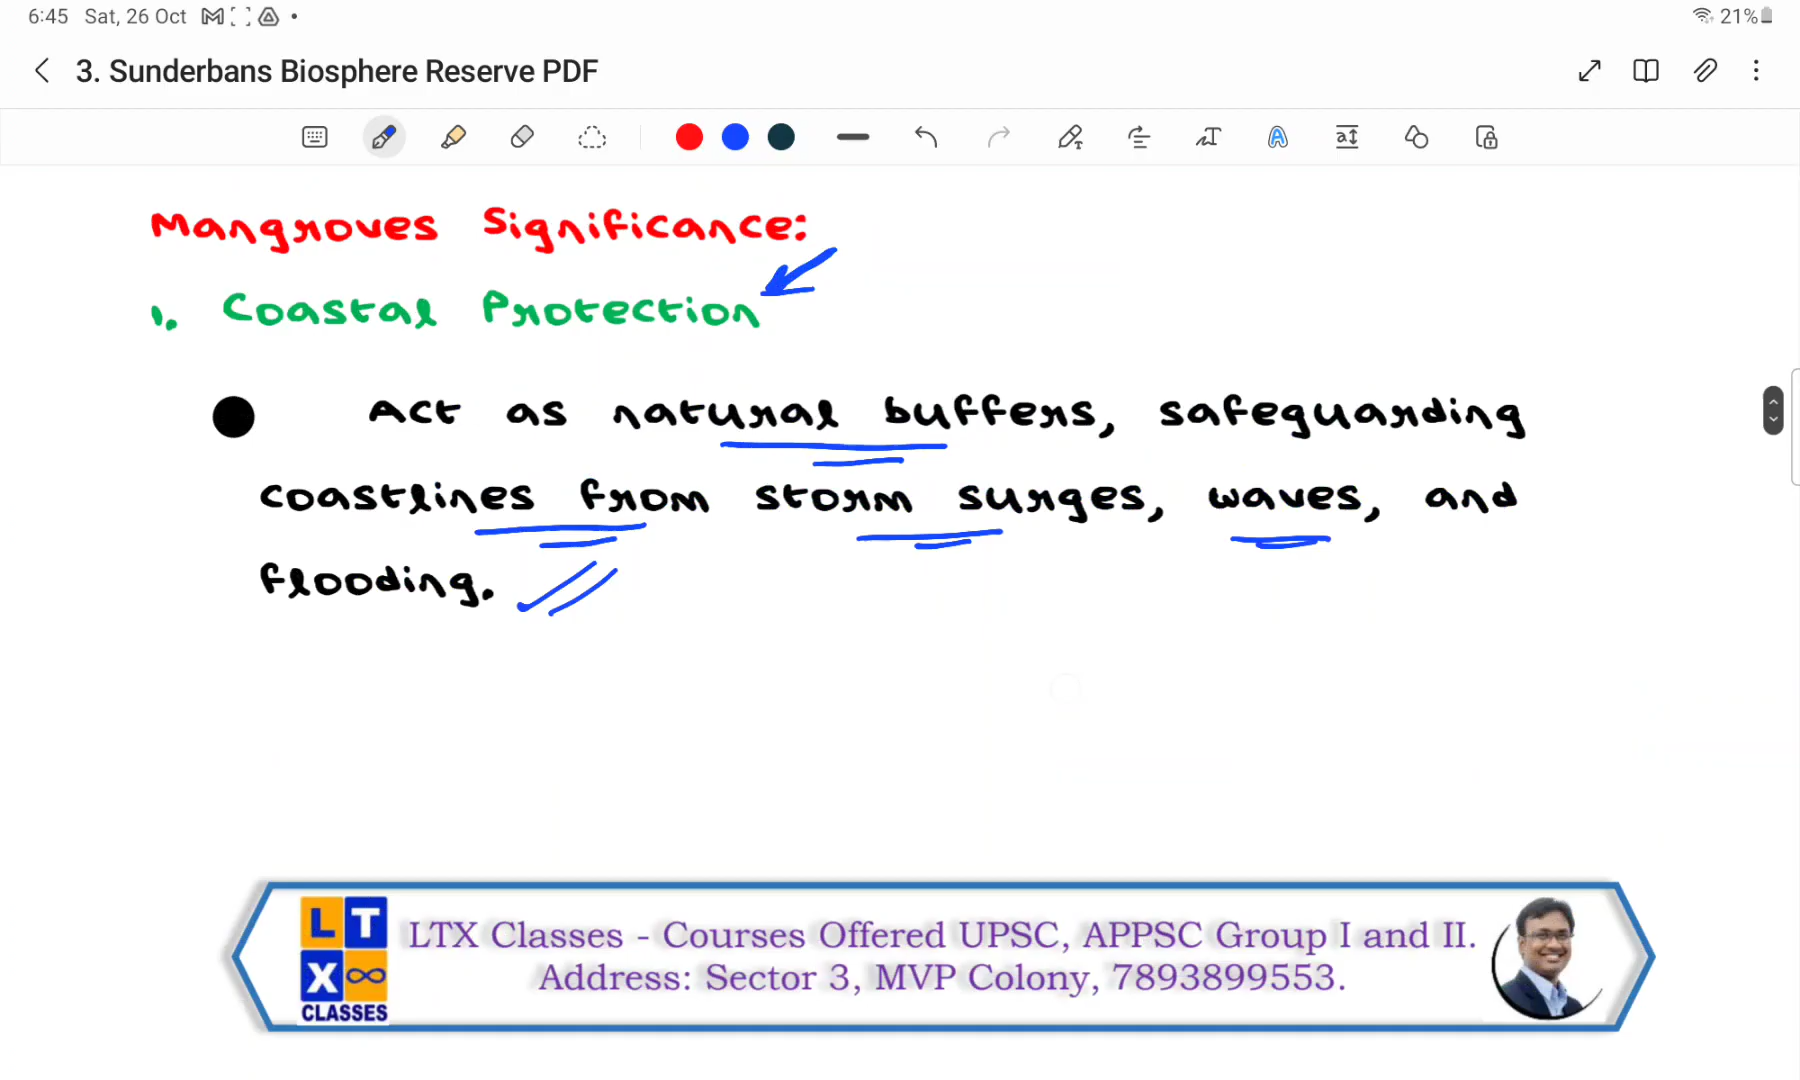 6:45 Sat, 26 Oct 21%
3. Sunderbans Biosphere Reserve PDF
Mangroves Significance:
1. Coastal Protection
Act as natural buffers, safeguarding
coastlines from storm surges, waves, and
flooding.
LTX Classes - Courses Offered UPSC, APPSC Group I and II.
Address: Sector 3, MVP Colony, 7893899553.
L T
X ∞
CLASSES